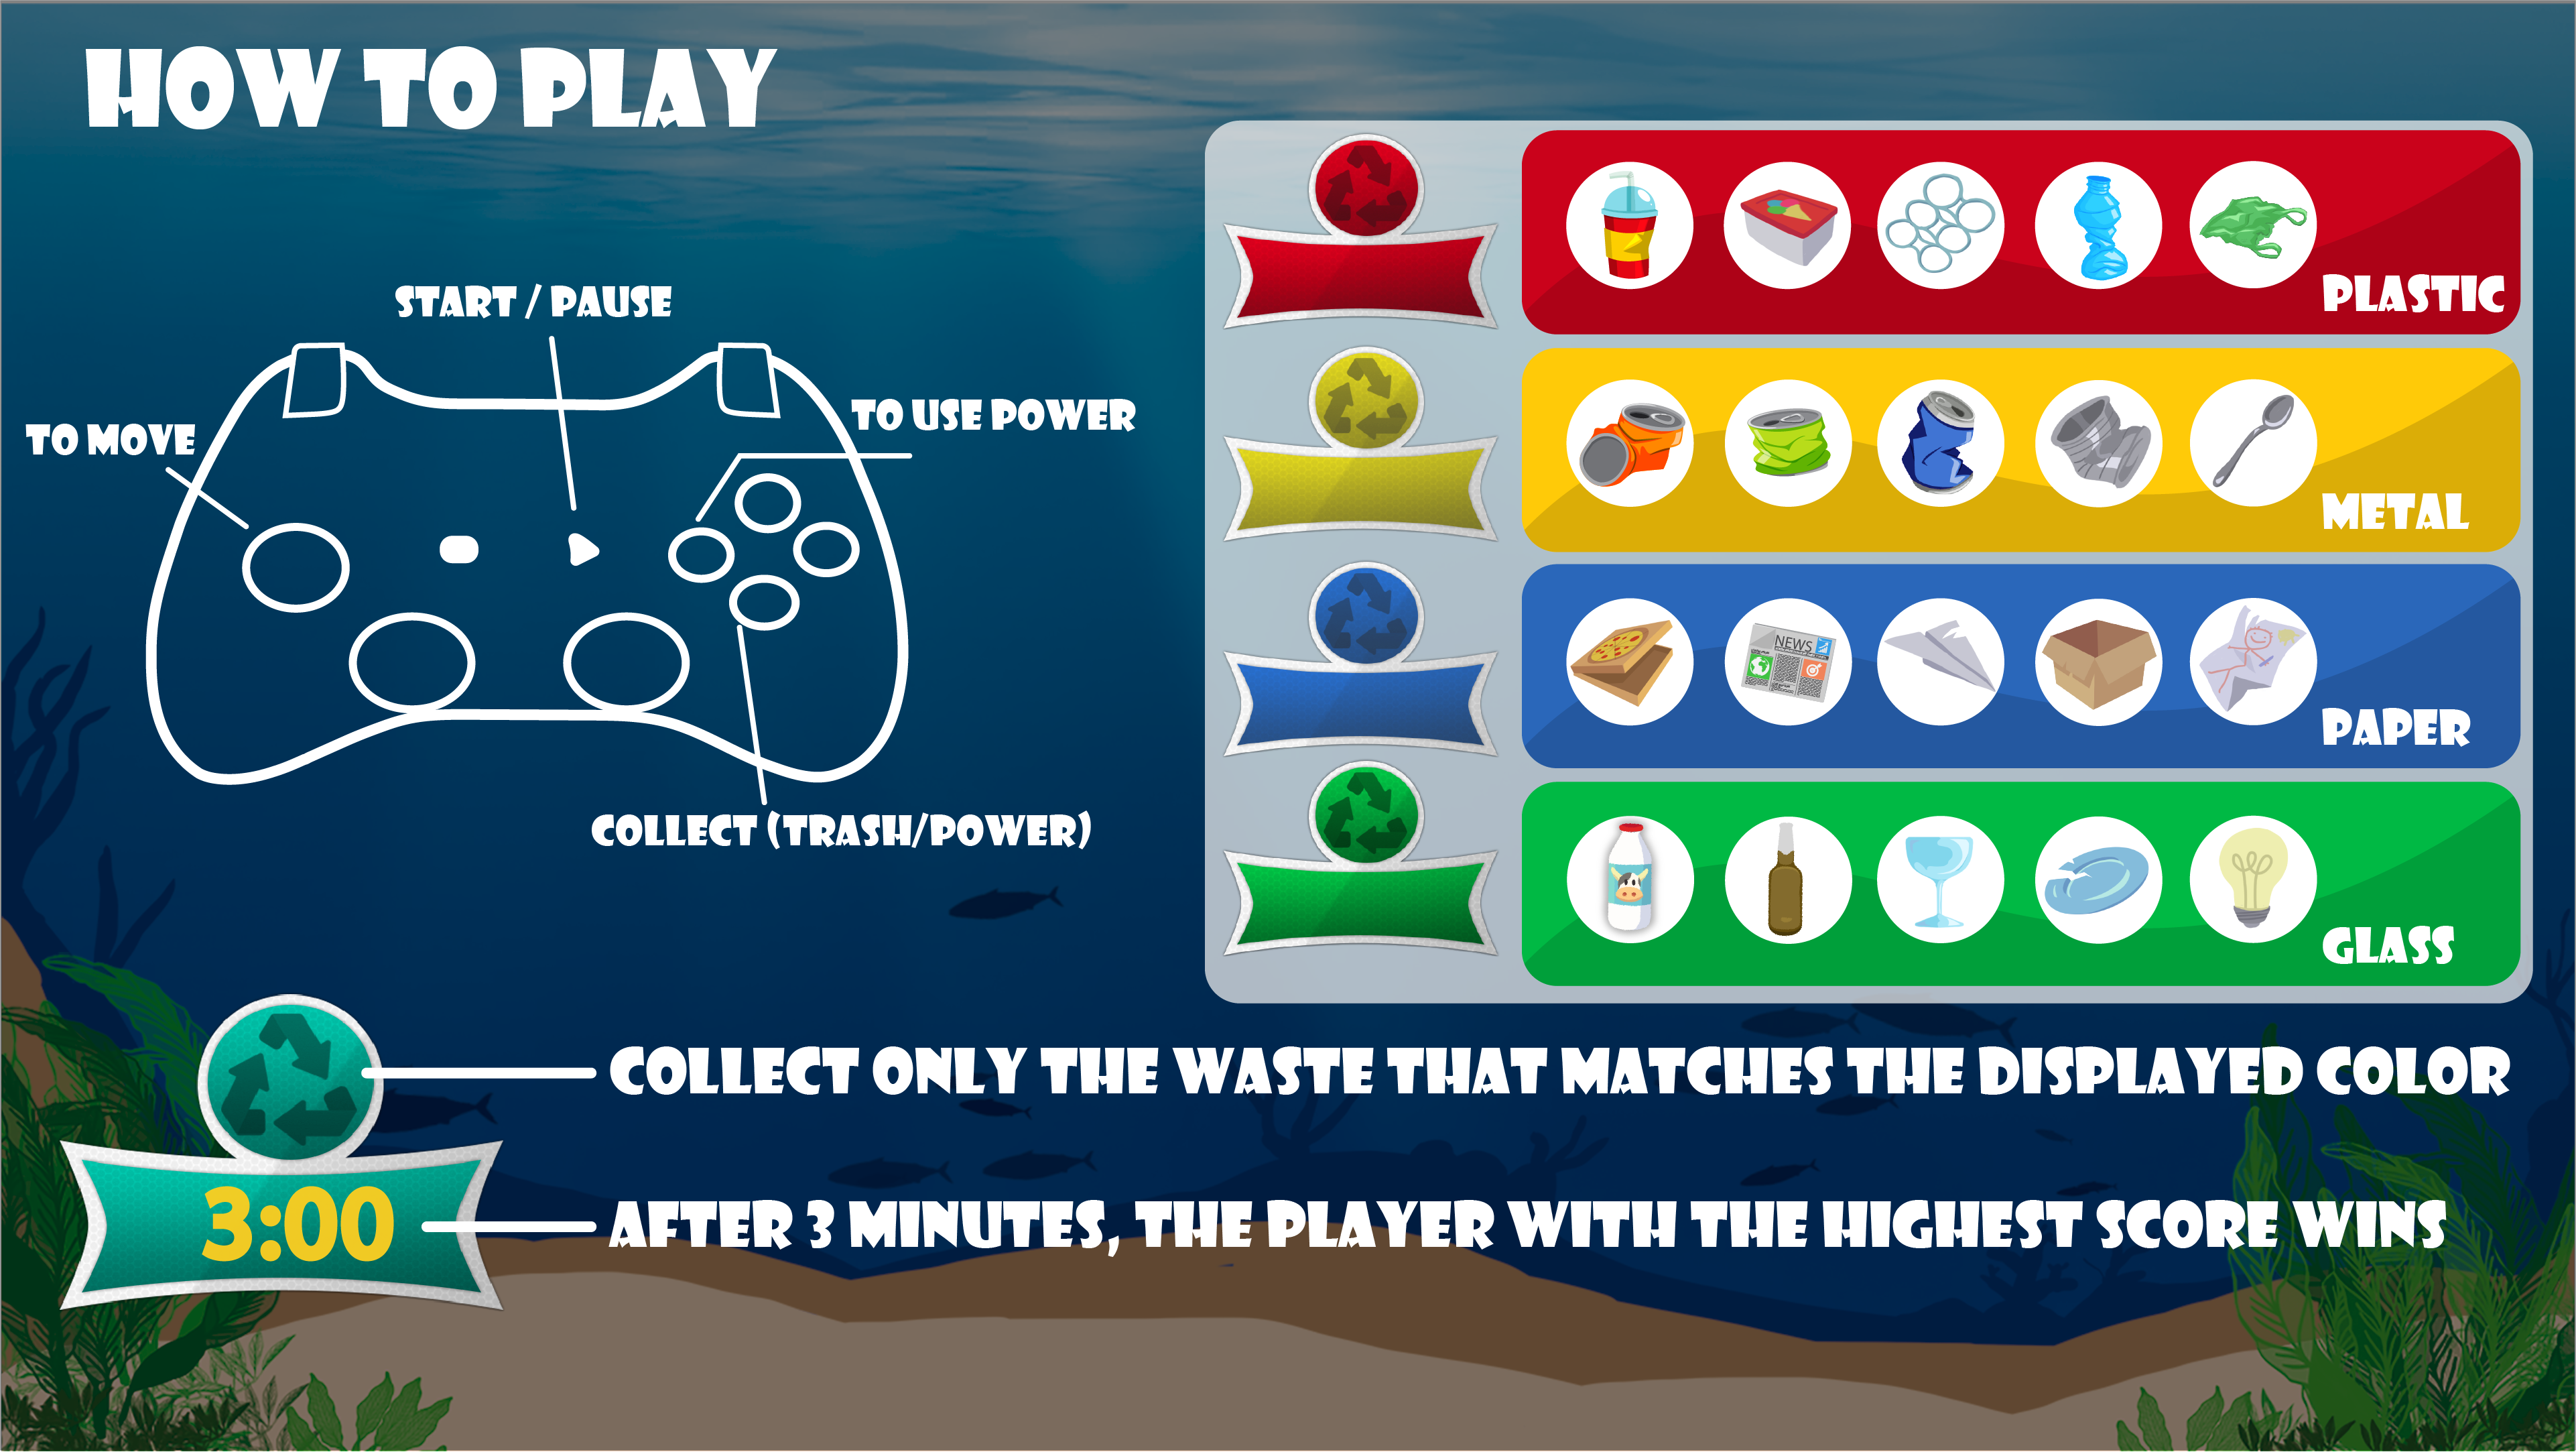 HOW TO PLAY
START / PAUSE
TO MOVE
TO USE POWER
COLLECT (TRASH/POWER)
PLASTIC
METAL
NEWS
PAPER
GLASS
COLLECT ONLY THE WASTE THAT MATCHES THE DISPLAYED COLOR
3:00
AFTER 3 MINUTES, THE PLAYER WITH THE HIGHEST SCORE WINS